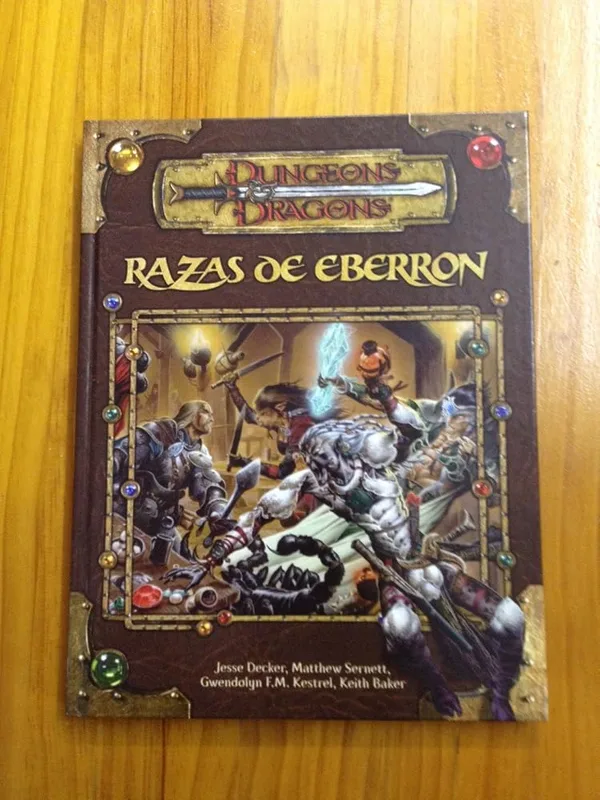 DUNGEONS
&
DRAGONS
RAZAS DE EBERRON
Jesse Decker, Matthew Sernett,
Gwendolyn F.M. Kestrel, Keith Baker